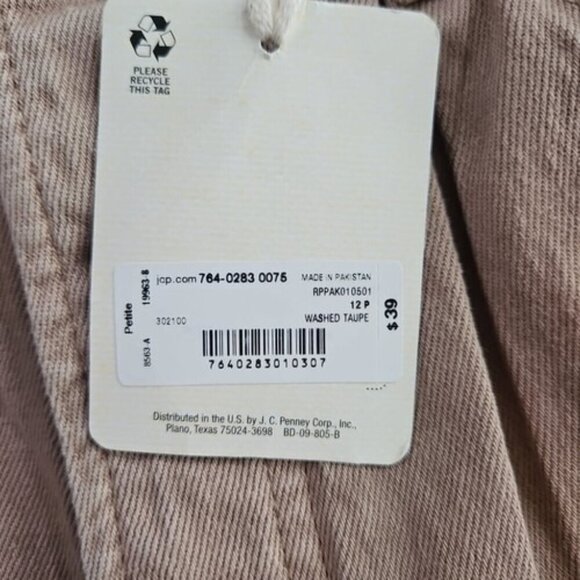 PLEASE
RECYCLE
THIS TAG
jcp.com 764-0283 0075 MADE IN PAKISTAN
RPPAK010501
12 P
302100 WASHED TAUPE
7640283010307
Petite 19963-8
8563-A
$39
Distributed in the U.S. by J. C. Penney Corp., Inc.,
Plano, Texas 75024-3698 BD-09-805-B